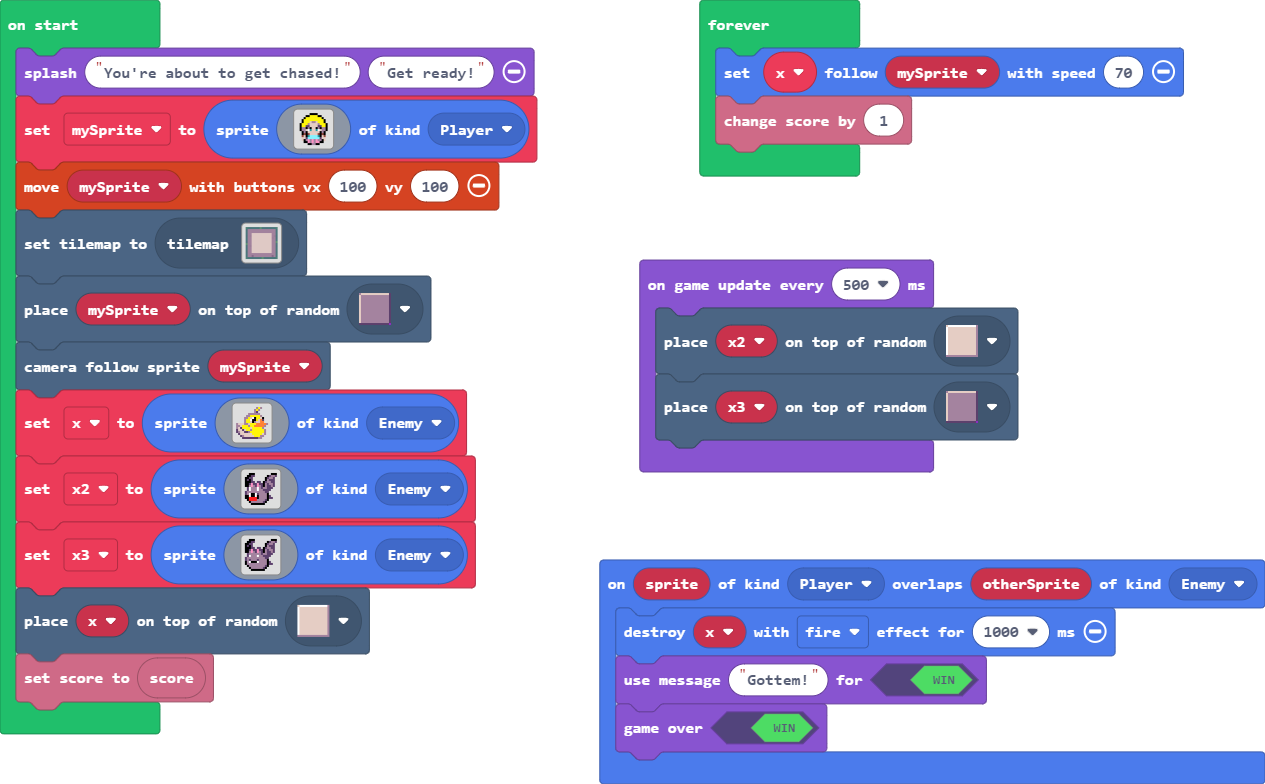 on start
splash "You're about to get chased!" "Get ready!"
set mySprite to sprite of kind Player
move mySprite with buttons vx 100 vy 100
set tilemap to tilemap
place mySprite on top of random
camera follow sprite mySprite
set x to sprite of kind Enemy
set x2 to sprite of kind Enemy
set x3 to sprite of kind Enemy
place x on top of random
set score to score
forever
set x follow mySprite with speed 70
change score by 1
on game update every 500 ms
place x2 on top of random
place x3 on top of random
on sprite of kind Player overlaps otherSprite of kind Enemy
destroy x with fire effect for 1000 ms
use message "Gottem!" for WIN
game over WIN